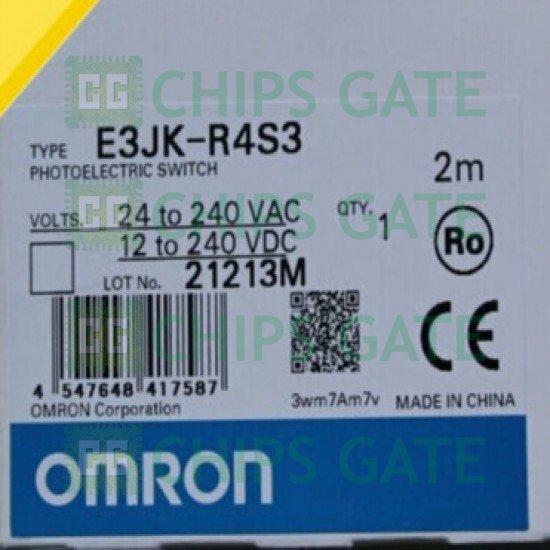 CHIPS GATE
TYPE E3JK-R4S3
PHOTOELECTRIC SWITCH
2m
VOLTS. 24 to 240 VAC
12 to 240 VDC
QTY. 1
Ro
LOT No. 21213M
CHIPS GATE
CE
4 547648 417587
3wm7Am7v
MADE IN CHINA
OMRON Corporation
CHIPS GATE
OMRON